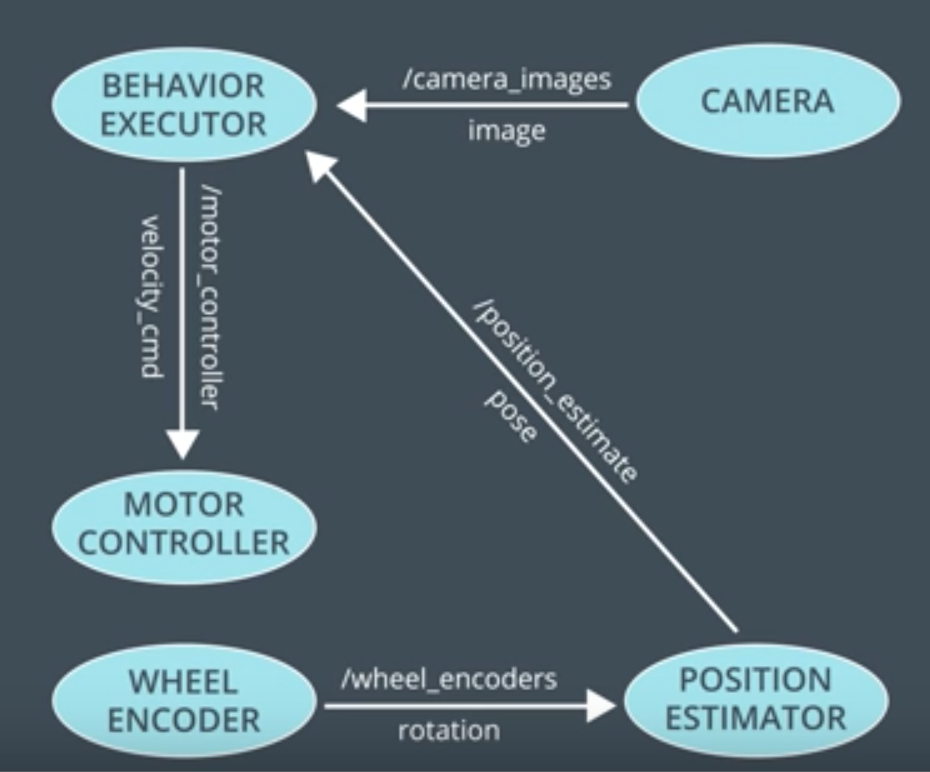 BEHAVIOR
EXECUTOR
/camera_images
image
CAMERA
/motor_controller
velocity_cmd
/position_estimate
pose
MOTOR
CONTROLLER
WHEEL
ENCODER
/wheel_encoders
rotation
POSITION
ESTIMATOR